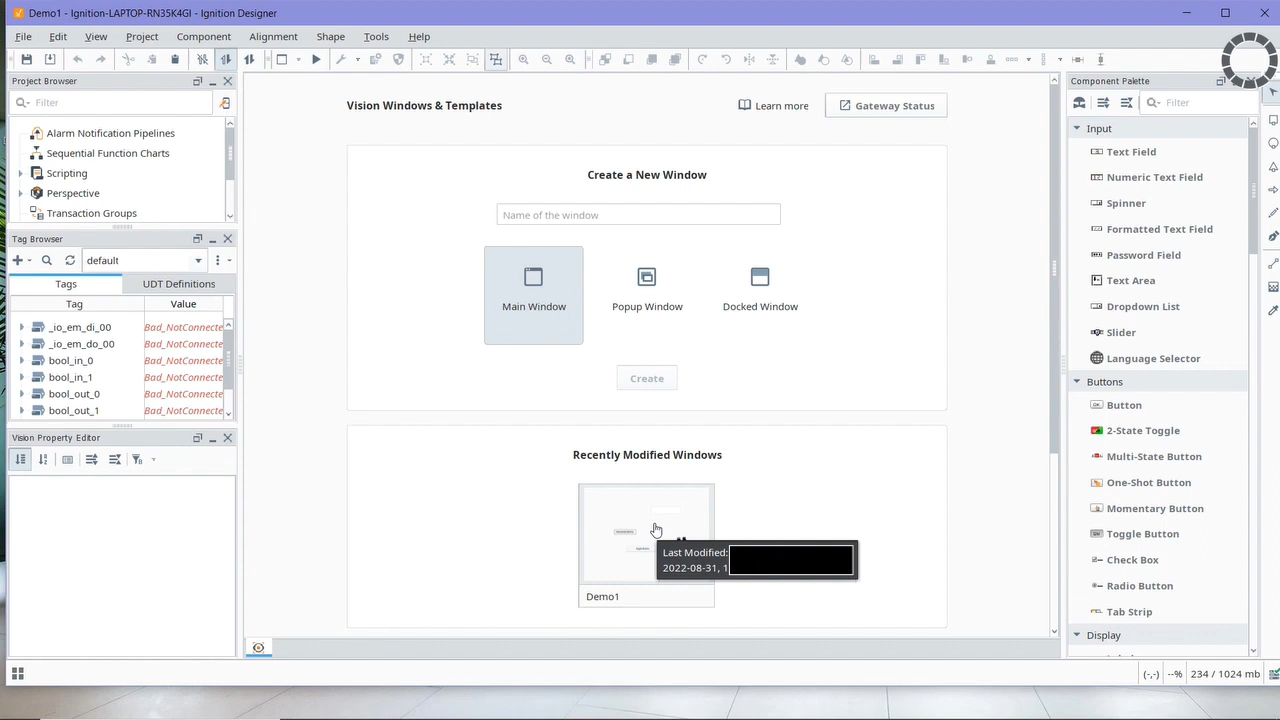 Demo1 - Ignition-LAPTOP-RN35K4GI - Ignition Designer
File Edit View Project Component Alignment Shape Tools Help
Project Browser
Filter
Alarm Notification Pipelines
Sequential Function Charts
Scripting
Perspective
Transaction Groups
Tag Browser
default
Tags UDT Definitions
Tag Value
_io_em_di_00 Bad_NotConnecte
_io_em_do_00 Bad_NotConnecte
bool_in_0 Bad_NotConnecte
bool_in_1 Bad_NotConnecte
bool_out_0 Bad_NotConnecte
bool_out_1 Bad_NotConnecte
Vision Property Editor
Vision Windows & Templates
Learn more
Gateway Status
Create a New Window
Name of the window
Main Window
Popup Window
Docked Window
Create
Recently Modified Windows
Last Modified:
2022-08-31, 1
Demo1
Component Palette
Filter
Input
Text Field
Numeric Text Field
Spinner
Formatted Text Field
Password Field
Text Area
Dropdown List
Slider
Language Selector
Buttons
Button
2-State Toggle
Multi-State Button
One-Shot Button
Momentary Button
Toggle Button
Check Box
Radio Button
Tab Strip
Display
(-,-) --% 234 / 1024 mb